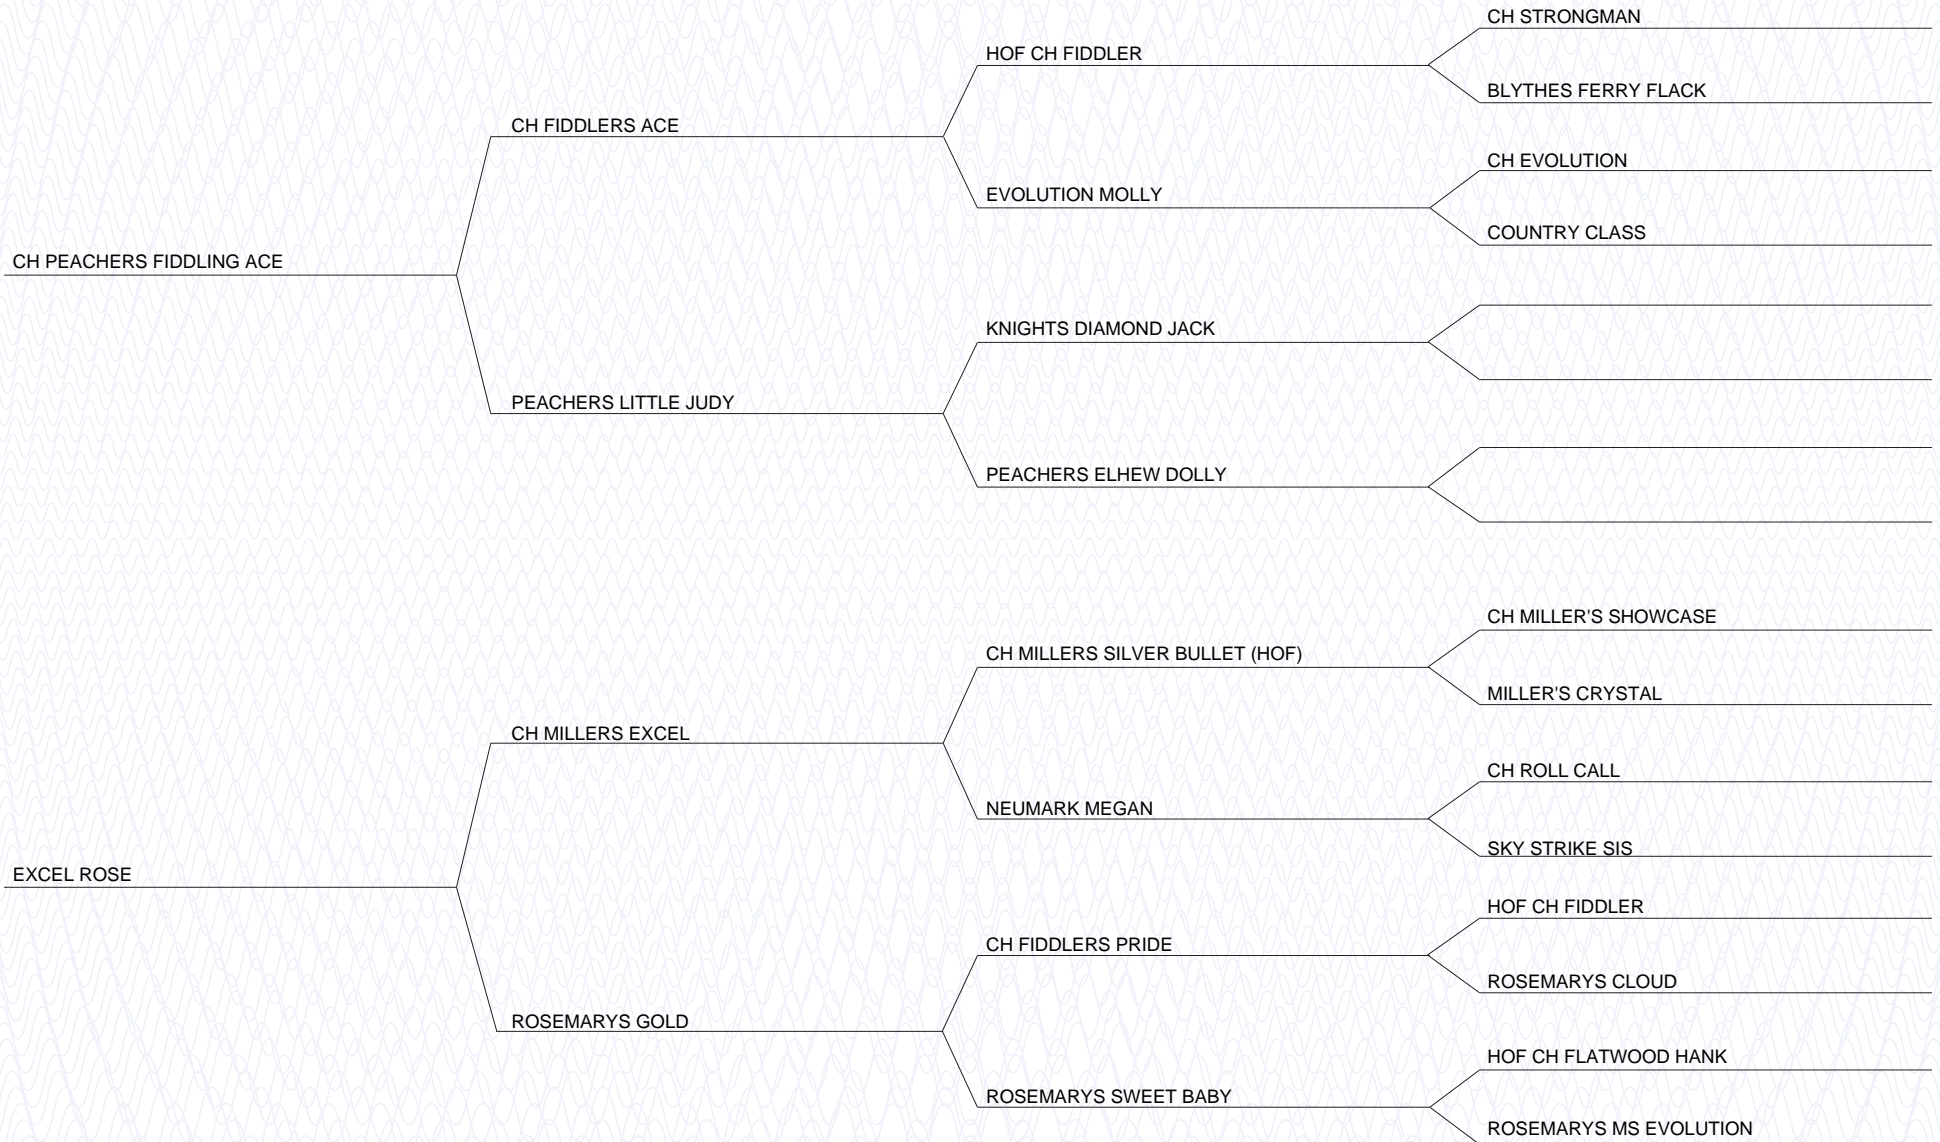 CH STRONGMAN
HOF CH FIDDLER
BLYTHES FERRY FLACK
CH FIDDLERS ACE
CH EVOLUTION
EVOLUTION MOLLY
COUNTRY CLASS
CH PEACHERS FIDDLING ACE
KNIGHTS DIAMOND JACK
PEACHERS LITTLE JUDY
PEACHERS ELHEW DOLLY
CH MILLER'S SHOWCASE
CH MILLERS SILVER BULLET (HOF)
MILLER'S CRYSTAL
CH MILLERS EXCEL
CH ROLL CALL
NEUMARK MEGAN
SKY STRIKE SIS
EXCEL ROSE
HOF CH FIDDLER
CH FIDDLERS PRIDE
ROSEMARYS CLOUD
ROSEMARYS GOLD
HOF CH FLATWOOD HANK
ROSEMARYS SWEET BABY
ROSEMARYS MS EVOLUTION